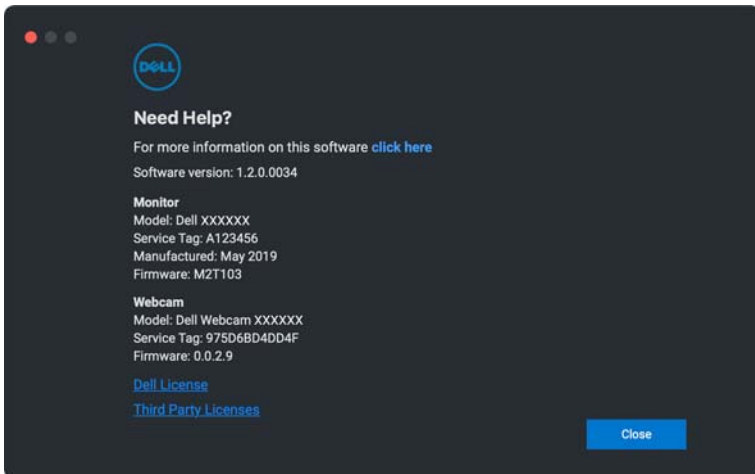 DELL
Need Help?
For more information on this software click here
Software version: 1.2.0.0034
Monitor
Model: Dell XXXXXX
Service Tag: A123456
Manufactured: May 2019
Firmware: M2T103
Webcam
Model: Dell Webcam XXXXXX
Service Tag: 975D6BD4DD4F
Firmware: 0.0.2.9
Dell License
Third Party Licenses
Close